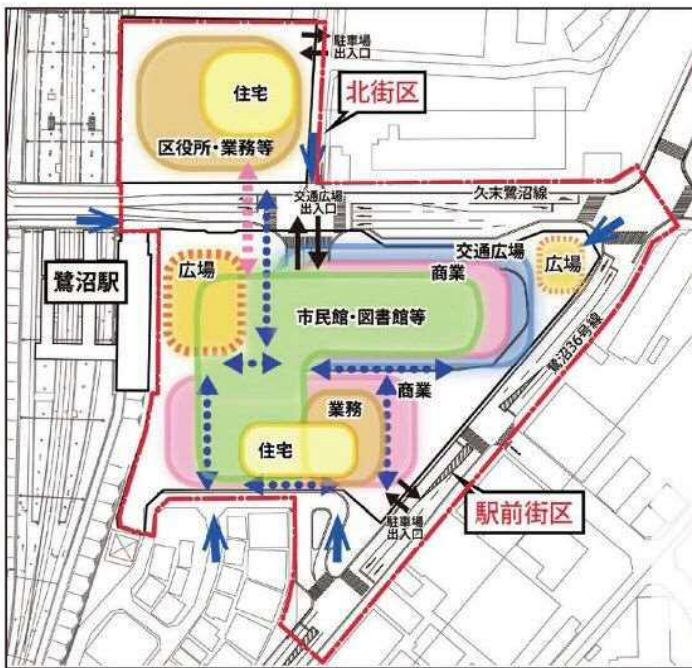 駐車場
出入口
住宅
北街区
区役所・業務等
久末鷺沼線
交通広場
出入口
交通広場
広場
商業
広場
鷺沼駅
市民館・図書館等
鷺沼36号線
商業
業務
住宅
駐車場
出入口
駅前街区